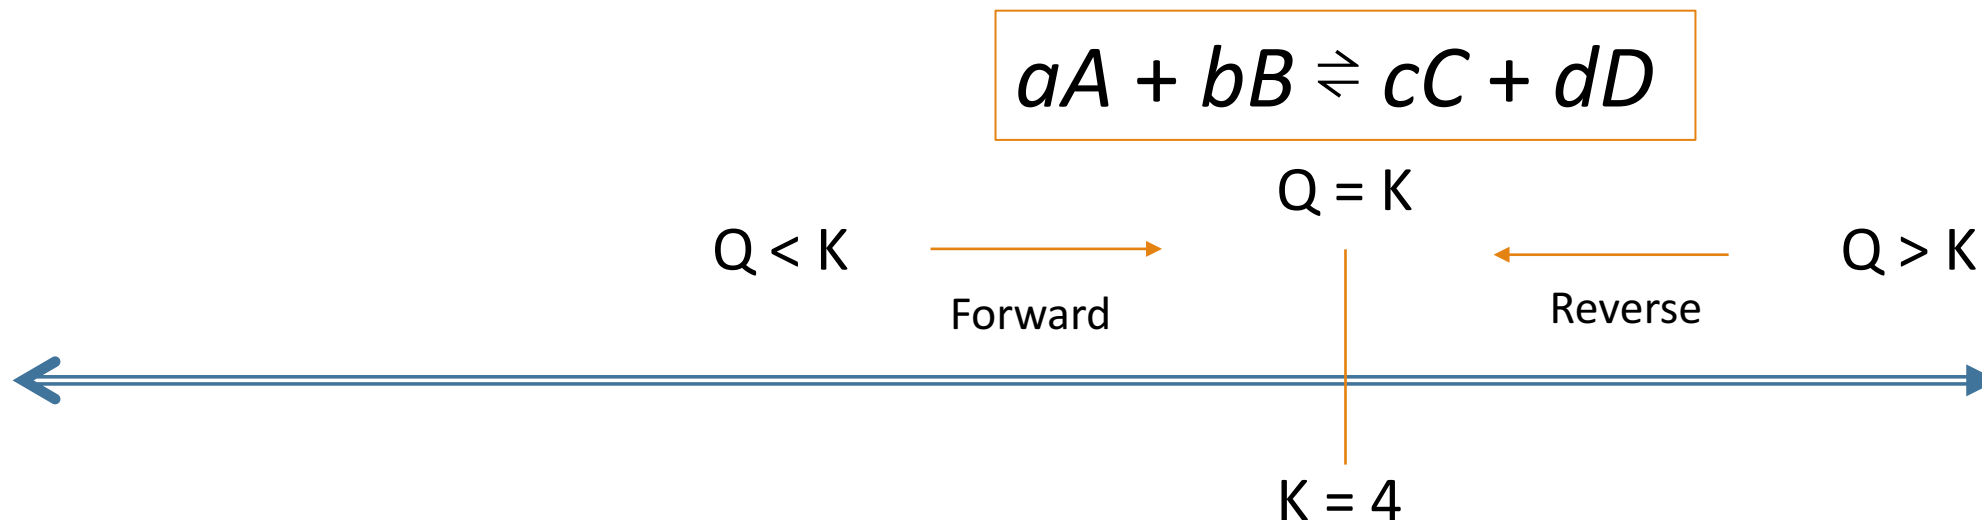 aA + bB ⇌ cC + dD
Q = K
Q < K
Q > K
Forward
Reverse
K = 4